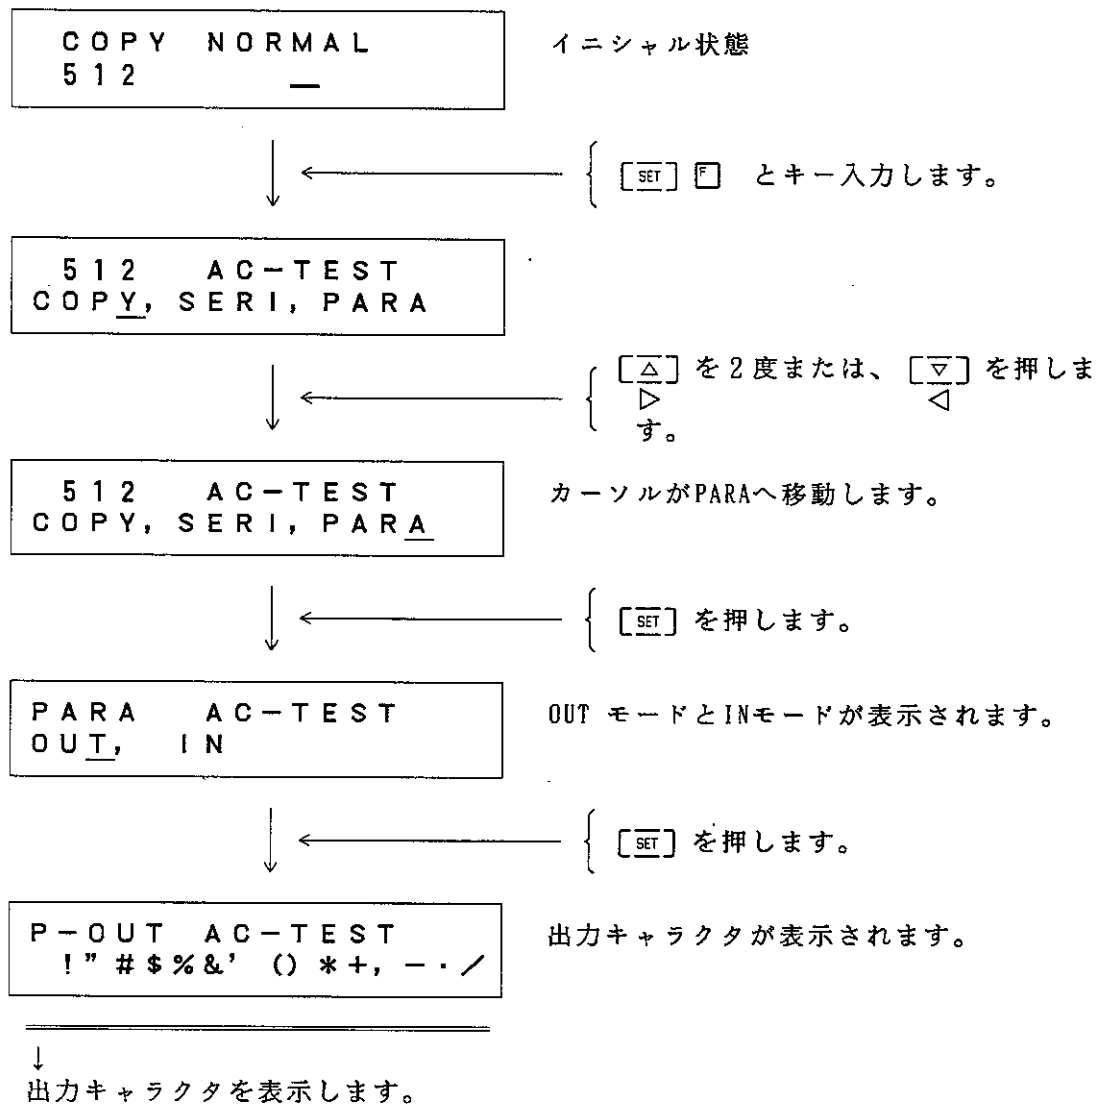 COPY NORMAL
512
イニシャル状態
[SET] F とキー入力します。
512 AC-TEST
COPY, SERI, PARA
[△] を2度または、 [▽] を押しま
▷ ◁
す。
512 AC-TEST
COPY, SERI, PARA
カーソルがPARAへ移動します。
[SET] を押します。
PARA AC-TEST
OUT, IN
OUT モードとINモードが表示されます。
[SET] を押します。
P-OUT AC-TEST
!"#$%&' ()*+, -・/
出力キャラクタが表示されます。
↓
出力キャラクタを表示します。